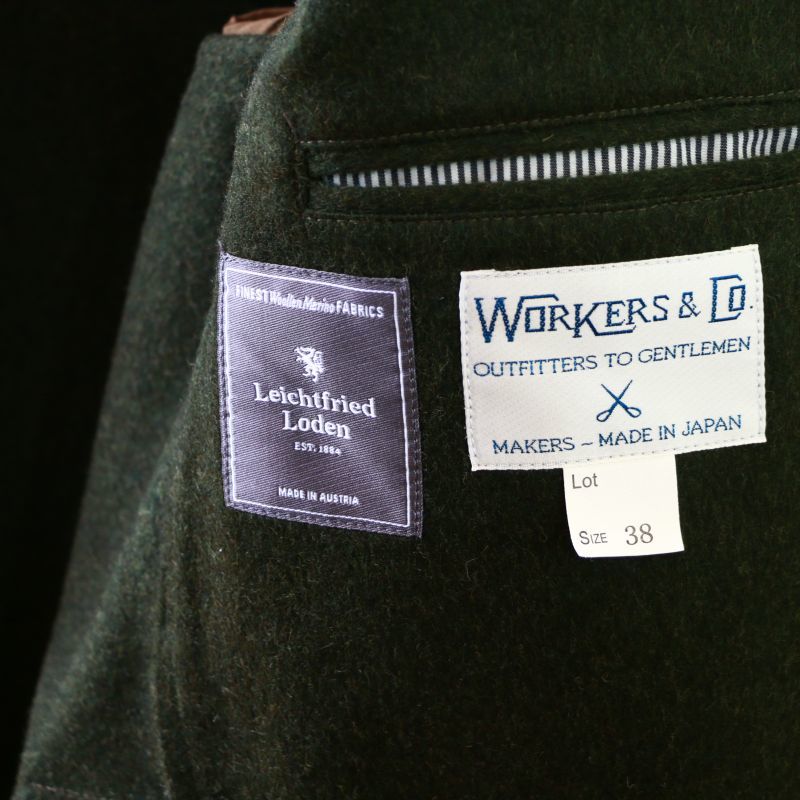 FINEST Woollen Merino FABRICS
Leichtfried
Loden
EST. 1884
MADE IN AUSTRIA
WORKERS & CO.
OUTFITTERS TO GENTLEMEN
MAKERS ~ MADE IN JAPAN
Lot
SIZE 38